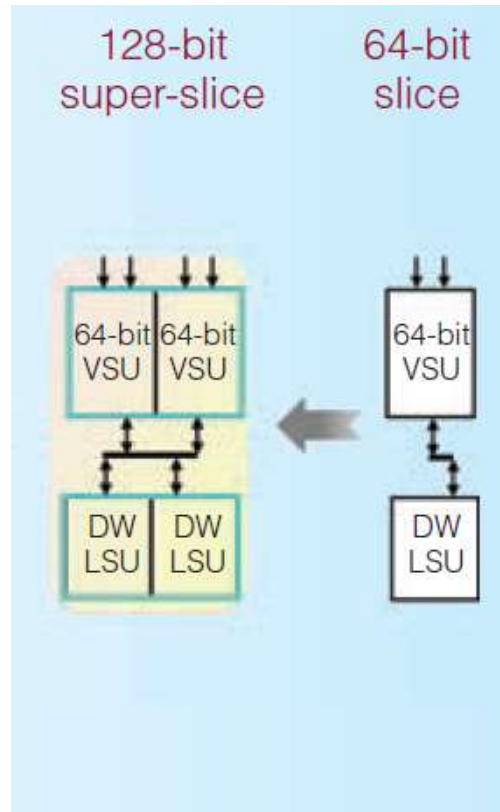 128-bit
super-slice
64-bit
slice
64-bit
VSU
64-bit
VSU
64-bit
VSU
DW
LSU
DW
LSU
DW
LSU